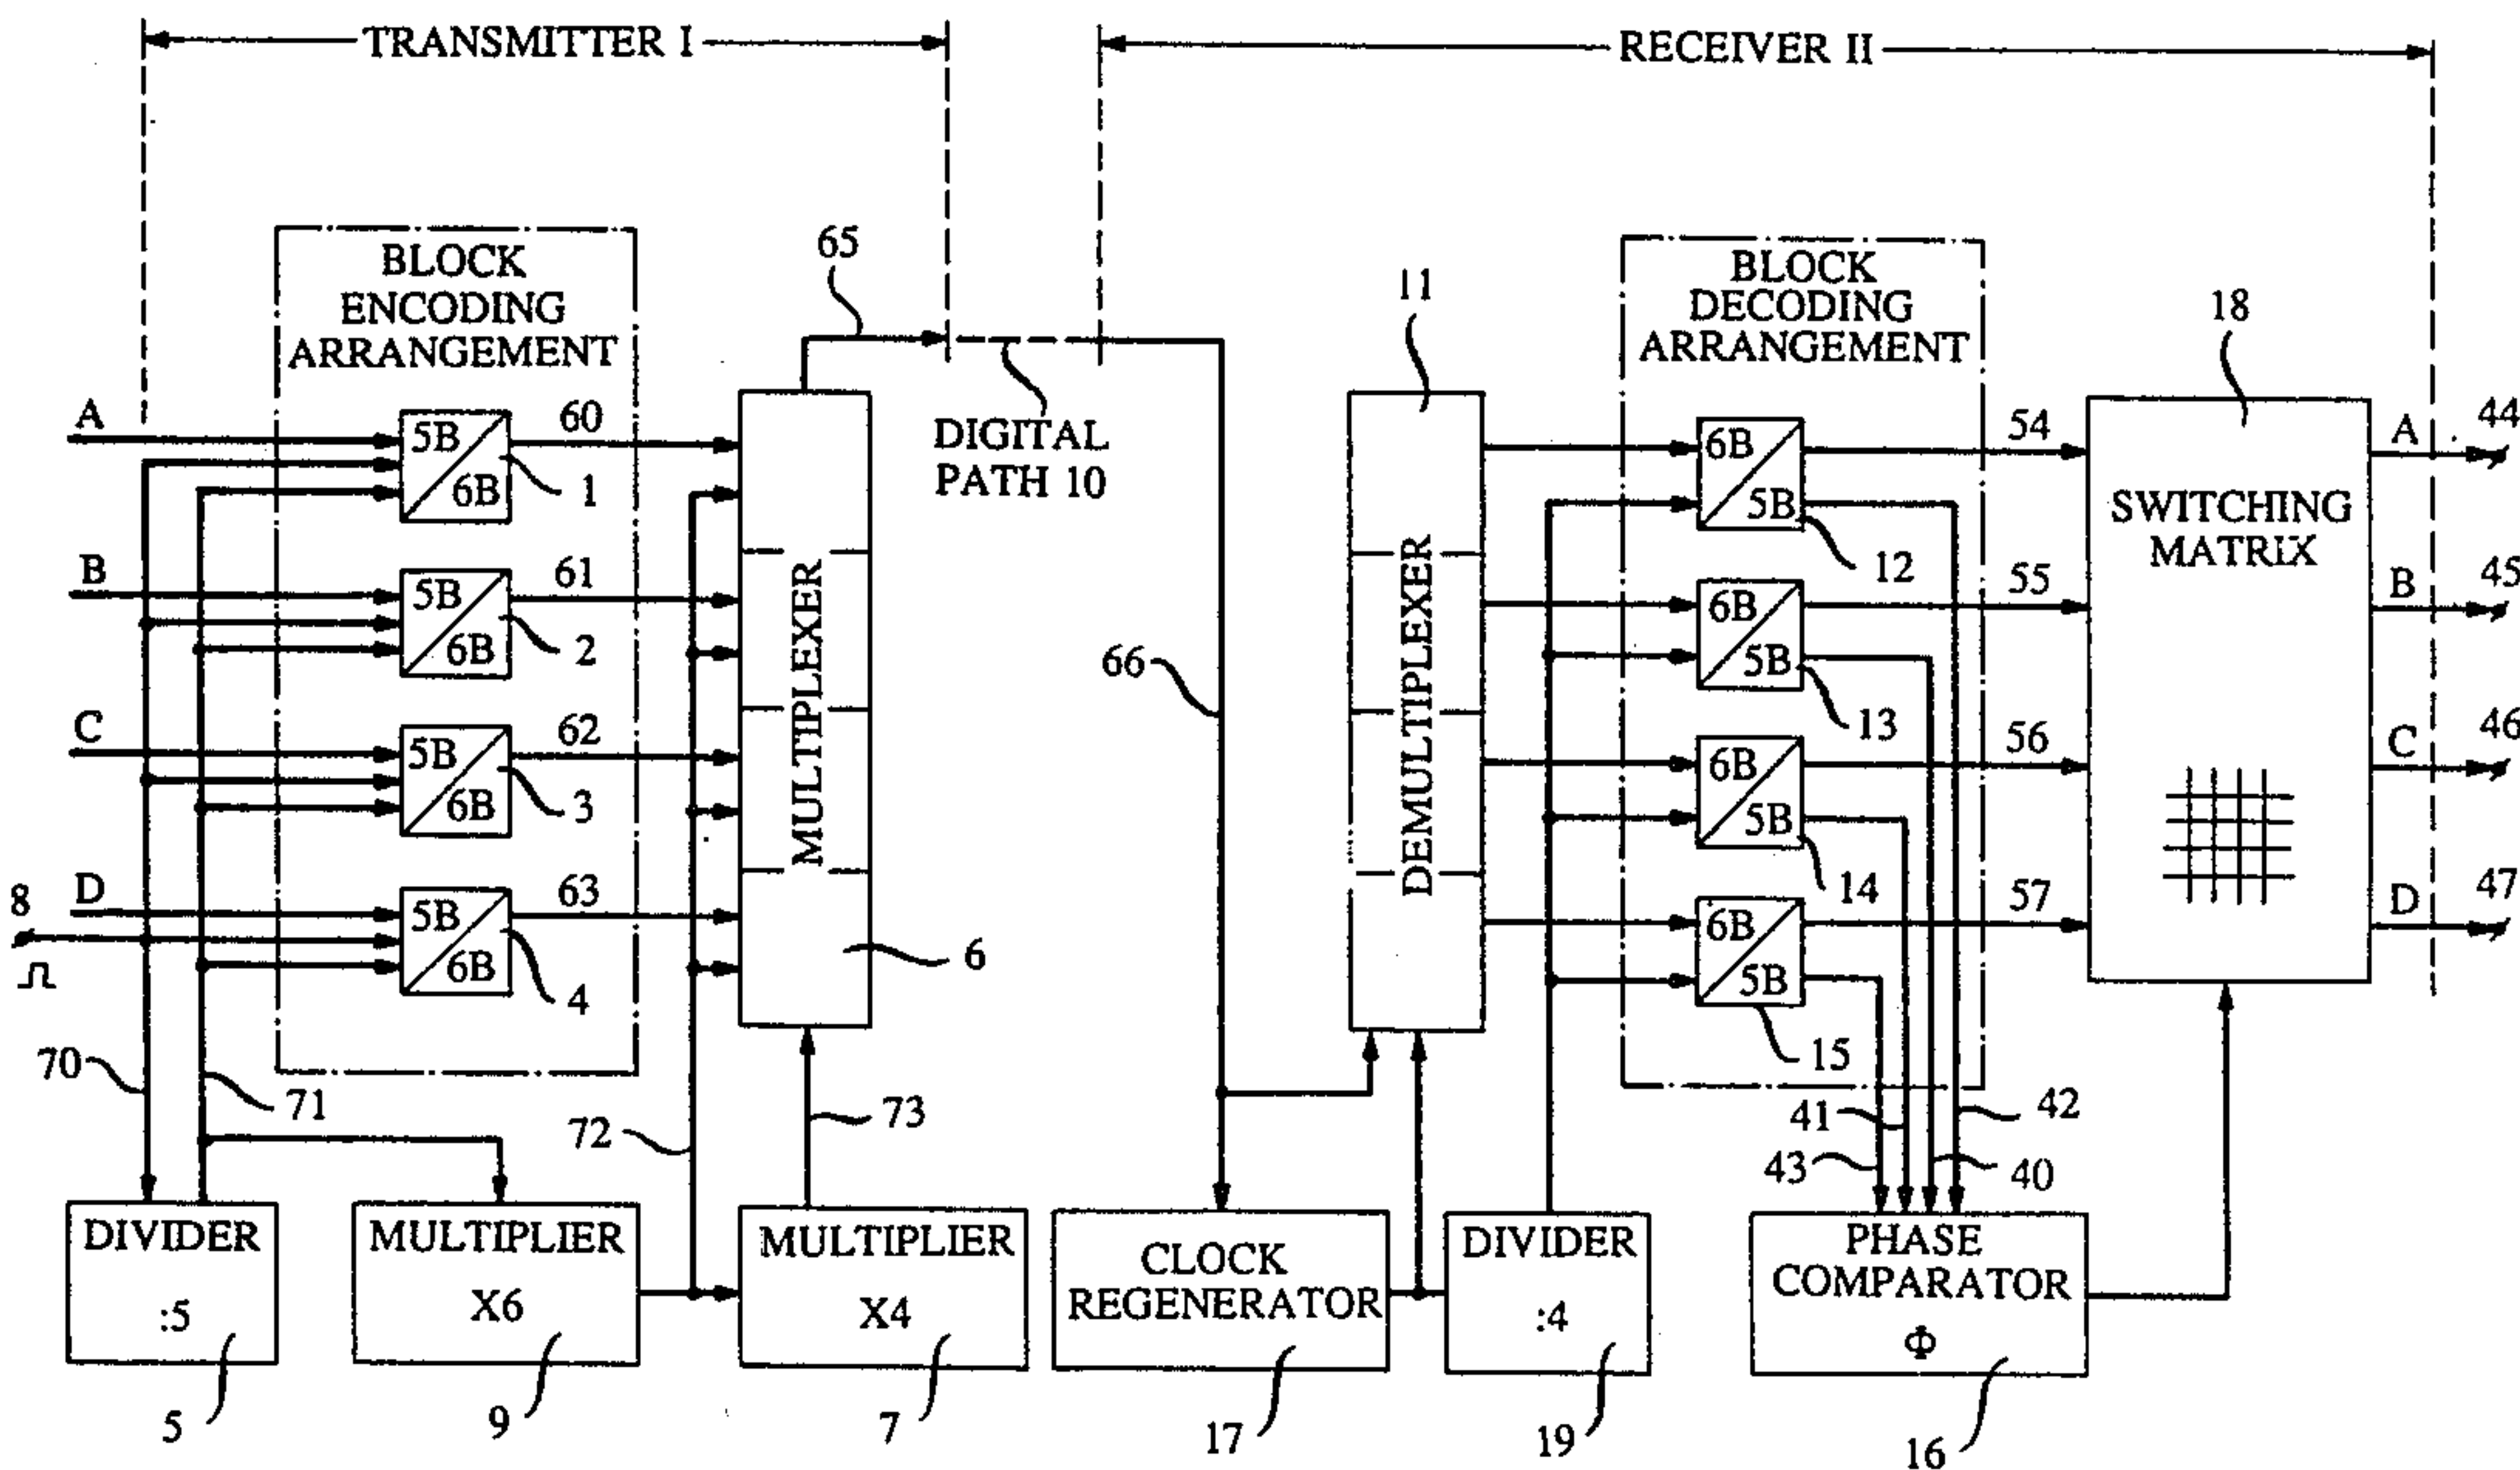 TRANSMITTER I
RECEIVER II
BLOCK
ENCODING
ARRANGEMENT
A
B
C
D
8
5B
6B
1
5B
6B
2
5B
6B
3
5B
6B
4
60
61
62
63
65
MULTIPLEXER
6
DIGITAL
PATH 10
66
11
DEMULTIPLEXER
BLOCK
DECODING
ARRANGEMENT
6B
5B
12
6B
5B
13
6B
5B
14
6B
5B
15
54
55
56
57
18
SWITCHING
MATRIX
A
44
B
45
C
46
D
47
70
71
72
73
41
42
43
40
DIVIDER
:5
5
MULTIPLIER
X6
9
MULTIPLIER
X4
7
CLOCK
REGENERATOR
17
DIVIDER
:4
19
PHASE
COMPARATOR
Φ
16